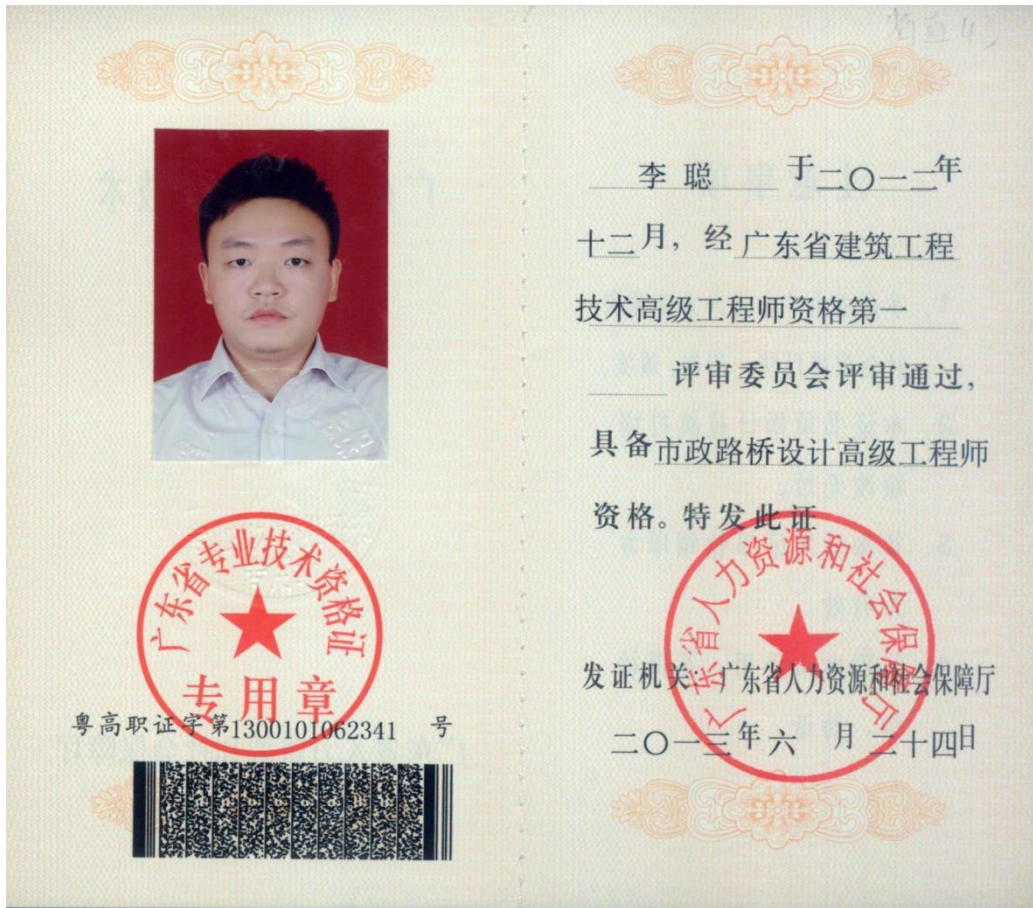 广东省专业技术资格证
专用章
粤高职证字第1300101062341 号
李聪 于二〇一二年
十二月，经广东省建筑工程
技术高级工程师资格第一
评审委员会评审通过，
具备市政路桥设计高级工程师
资格。特发此证
广东省人力资源和社会保障厅
发证机关：广东省人力资源和社会保障厅
二〇一三年六 月二十四日